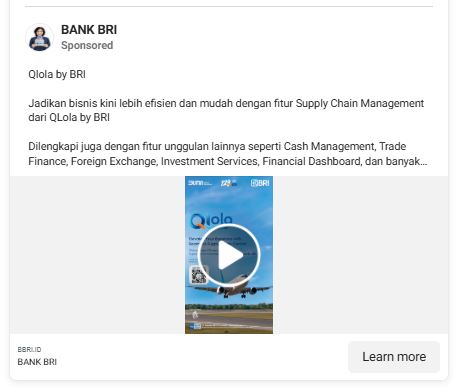 BANK BRI
Sponsored
Qlola by BRI
Jadikan bisnis kini lebih efisien dan mudah dengan fitur Supply Chain Management
dari QLola by BRI
Dilengkapi juga dengan fitur unggulan lainnya seperti Cash Management, Trade
Finance, Foreign Exchange, Investment Services, Financial Dashboard, dan banyak...
BRI
Qlola
BBRI.ID
BANK BRI
Learn more